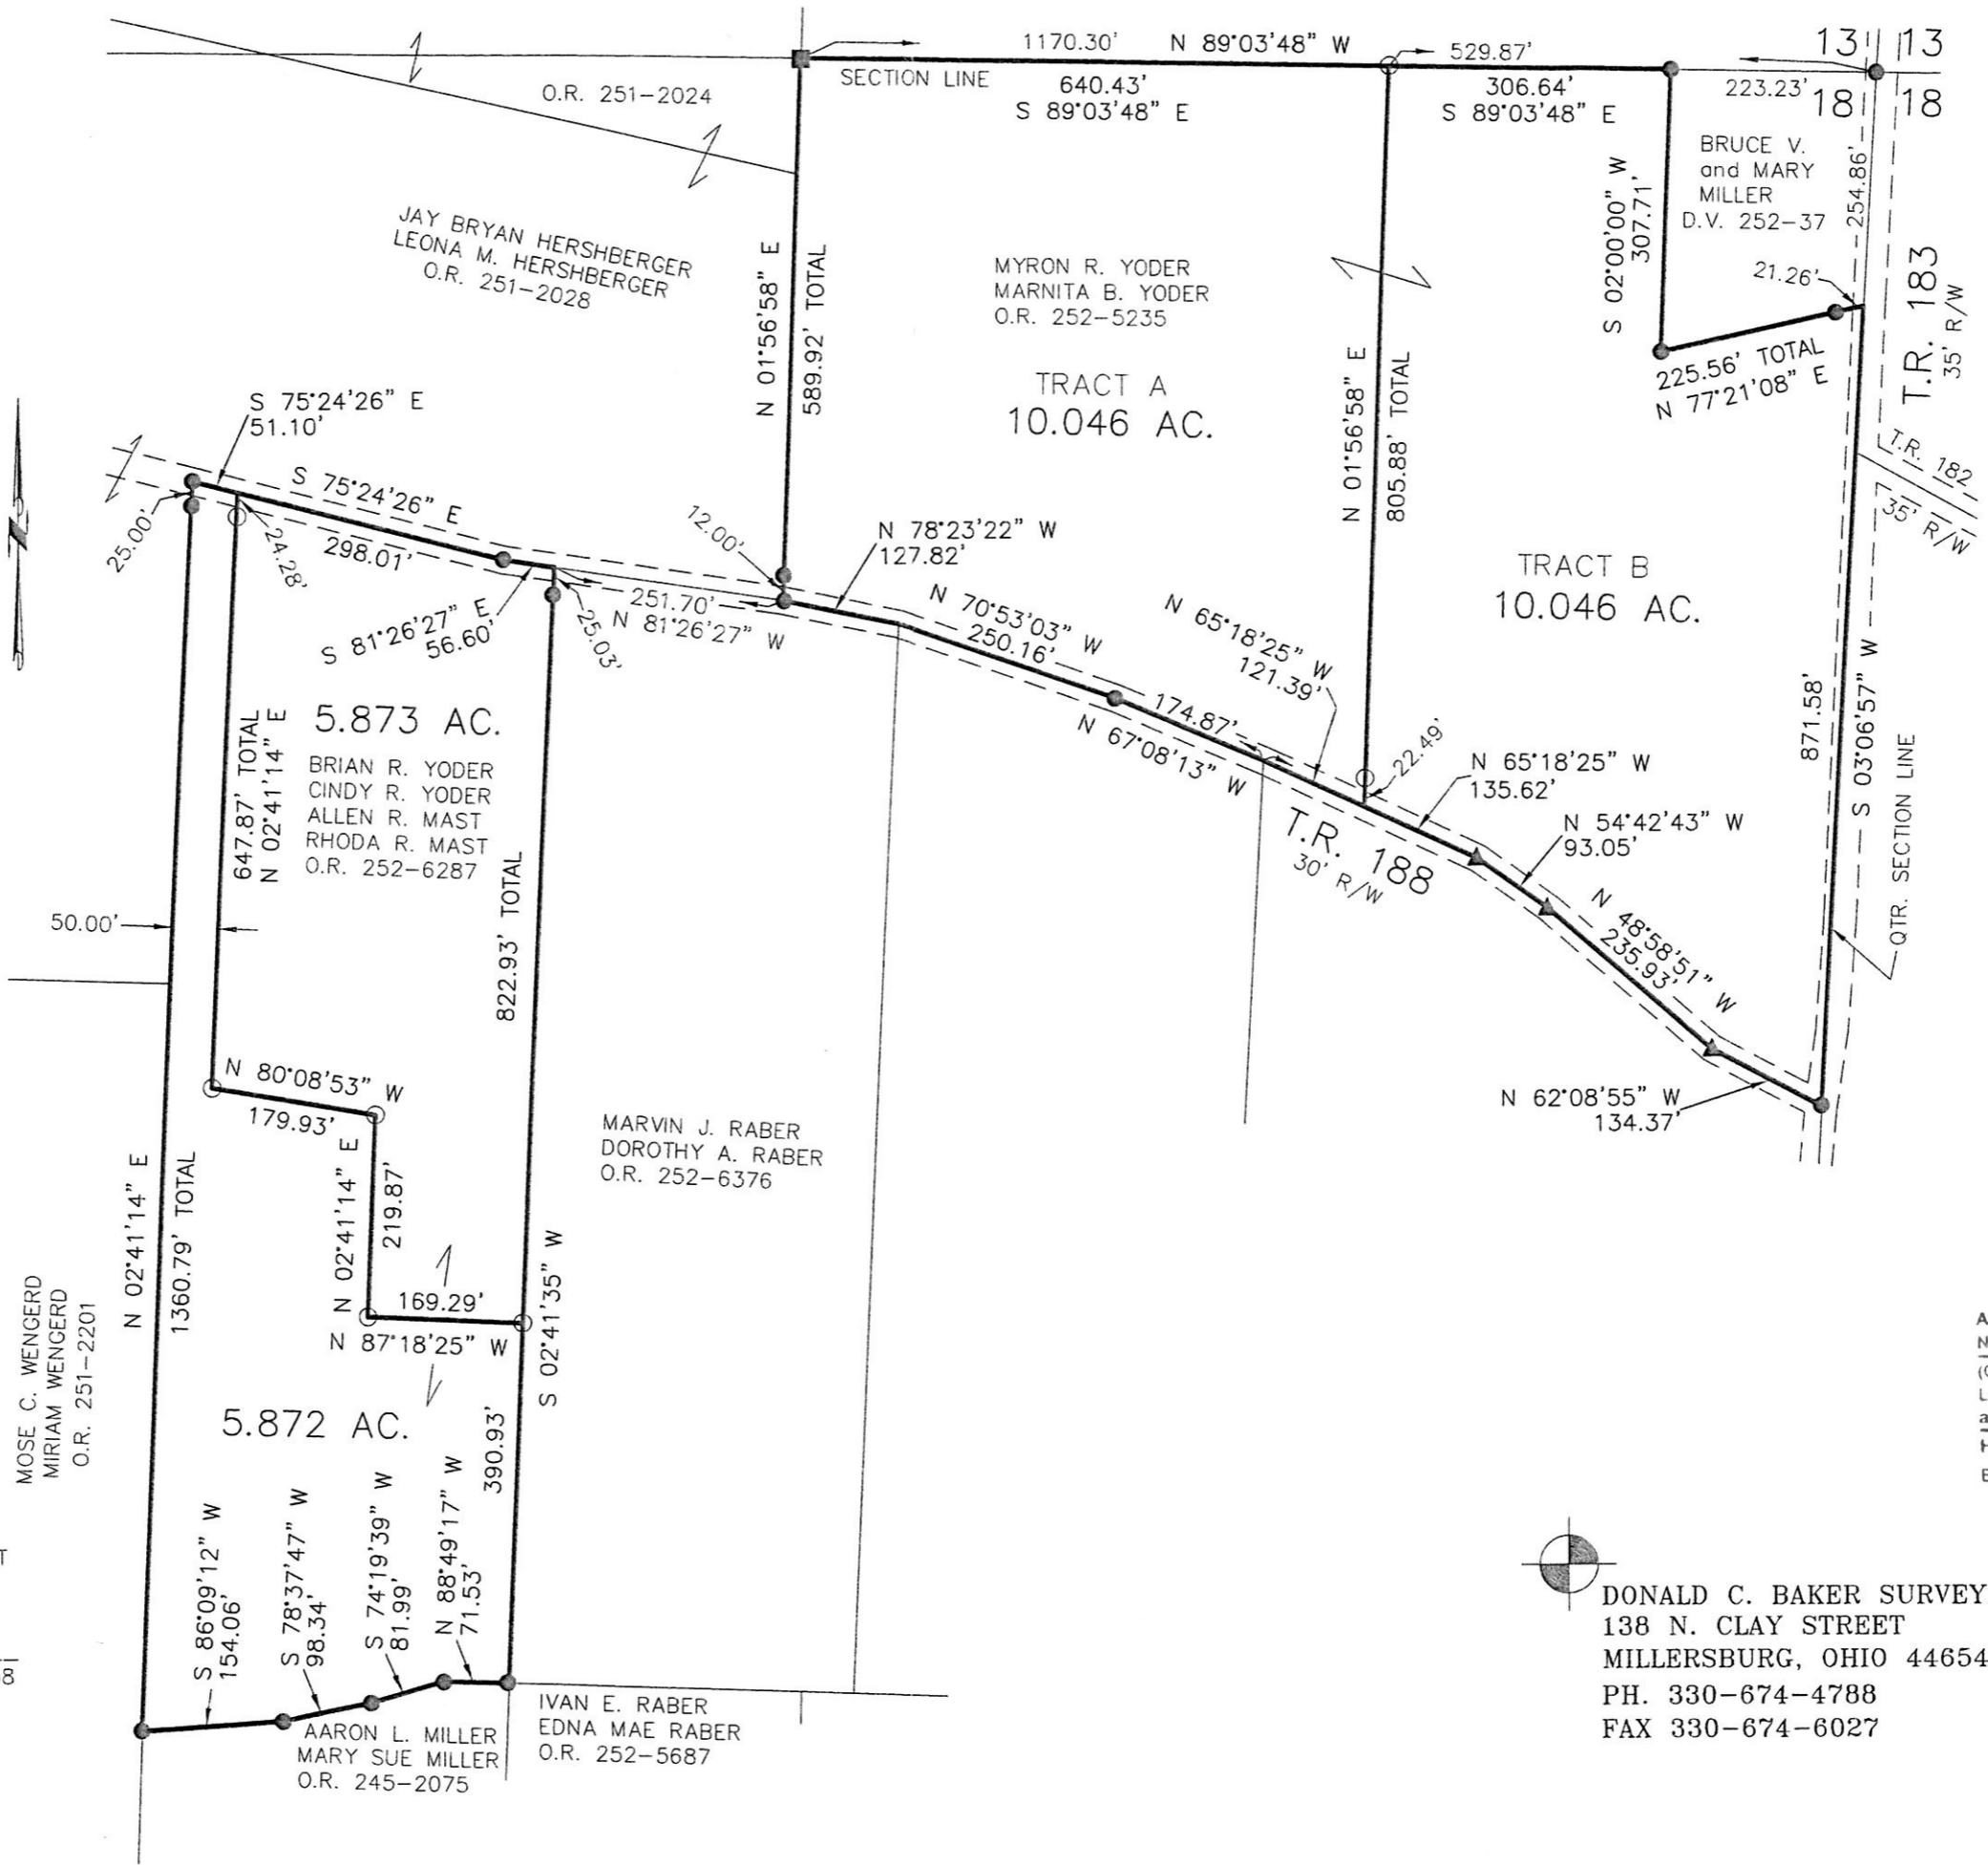 1170.30' N 89°03'48" W
529.87'
13 13
SECTION LINE
640.43'
S 89°03'48" E
306.64'
S 89°03'48" E
223.23'
18 18
O.R. 251-2024
BRUCE V.
and MARY
MILLER
D.V. 252-37
254.86'
S 02°00'00" W
307.71'
21.26'
T.R. 183
35' R/W
225.56' TOTAL
N 77°21'08" E
T.R. 182
35' R/W
JAY BRYAN HERSHBERGER
LEONA M. HERSHBERGER
O.R. 251-2028
N 01°56'58" E
589.92' TOTAL
MYRON R. YODER
MARNITA B. YODER
O.R. 252-5235
TRACT A
10.046 AC.
N 01°56'58" E
805.88' TOTAL
TRACT B
10.046 AC.
S 75°24'26" E
51.10'
S 75°24'26" E
298.01'
25.00'
24.28'
12.00'
N 78°23'22" W
127.82'
251.70'
N 81°26'27" W
S 81°26'27" E
56.60'
25.03'
N 70°53'03" W
250.16'
N 65°18'25" W
121.39'
174.87'
N 67°08'13" W
22.49'
N 65°18'25" W
135.62'
T.R. 188
30' R/W
N 54°42'43" W
93.05'
N 48°58'51" W
235.93'
N 62°08'55" W
134.37'
871.58'
S 03°06'57" W
QTR. SECTION LINE
5.873 AC.
BRIAN R. YODER
CINDY R. YODER
ALLEN R. MAST
RHODA R. MAST
O.R. 252-6287
647.87' TOTAL
N 02°41'14" E
822.93' TOTAL
50.00'
N 80°08'53" W
179.93'
N 02°41'14" E
219.87'
169.29'
N 87°18'25" W
MARVIN J. RABER
DOROTHY A. RABER
O.R. 252-6376
N 02°41'14" E
1360.79' TOTAL
S 02°41'35" W
390.93'
MOSE C. WENGERD
MIRIAM WENGERD
O.R. 251-2201
5.872 AC.
S 86°09'12" W
154.06'
S 78°37'47" W
98.34'
S 74°19'39" W
81.99'
N 88°49'17" W
71.53'
AARON L. MILLER
MARY SUE MILLER
O.R. 245-2075
IVAN E. RABER
EDNA MAE RABER
O.R. 252-5687
DONALD C. BAKER SURVEY
138 N. CLAY STREET
MILLERSBURG, OHIO 44654
PH. 330-674-4788
FAX 330-674-6027